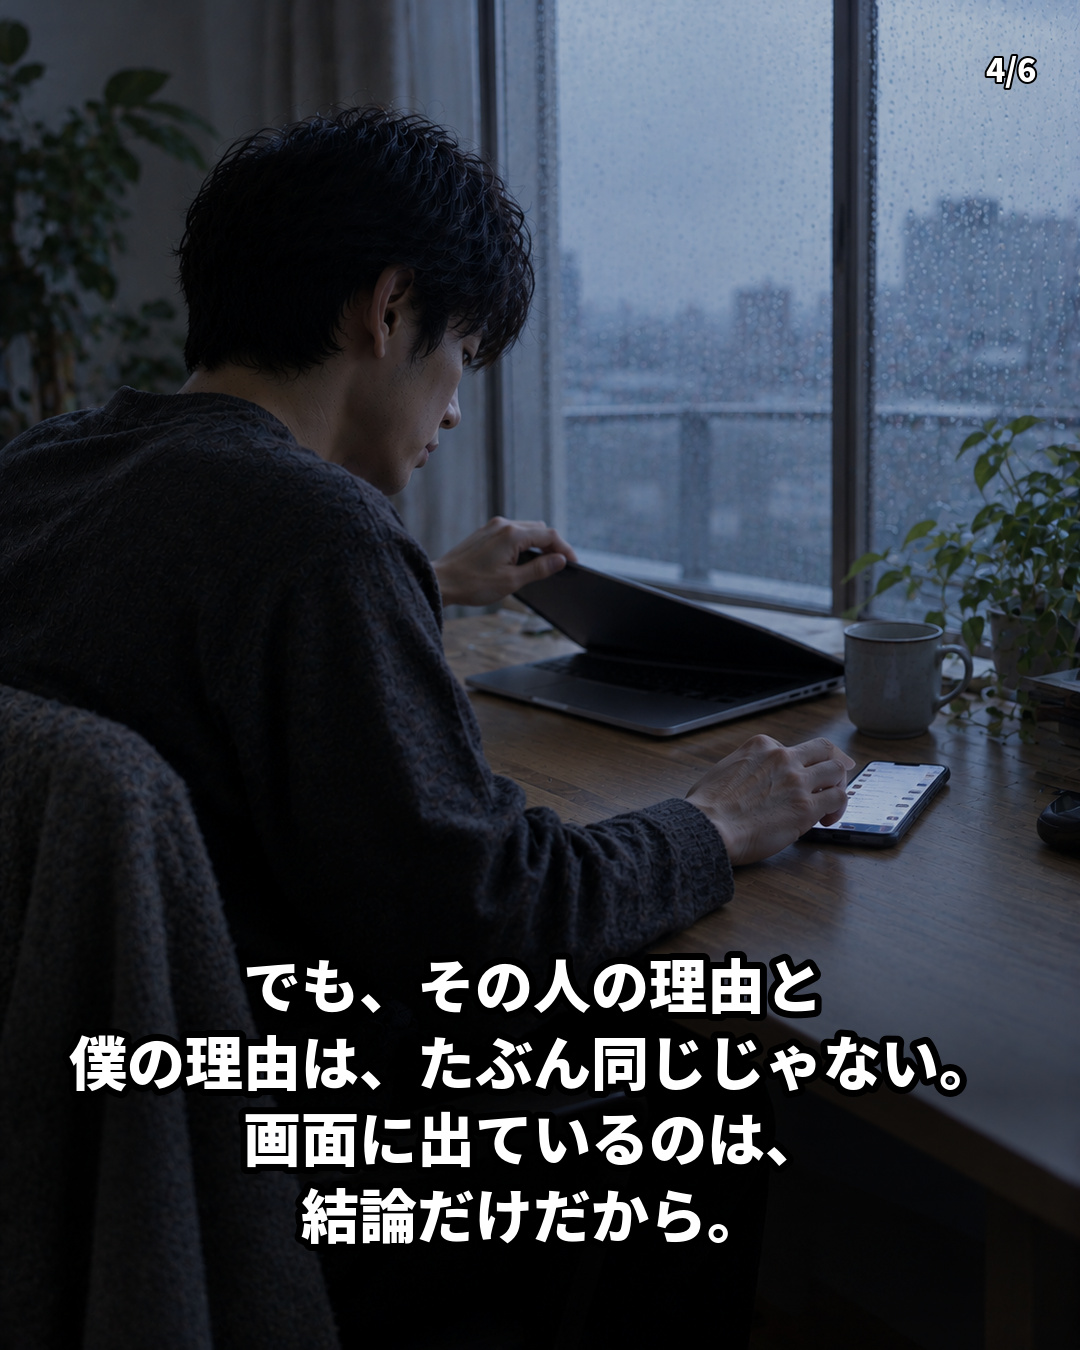 4/6
でも、その人の理由と
僕の理由は、たぶん同じじゃない。
画面に出ているのは、
結論だけだから。